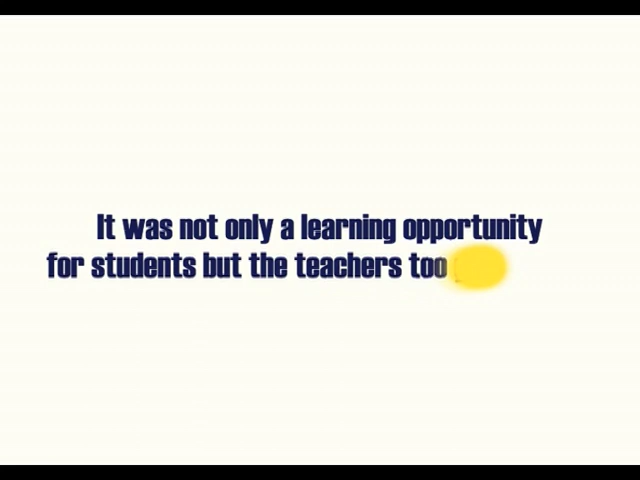 It was not only a learning opportunity
for students but the teachers too